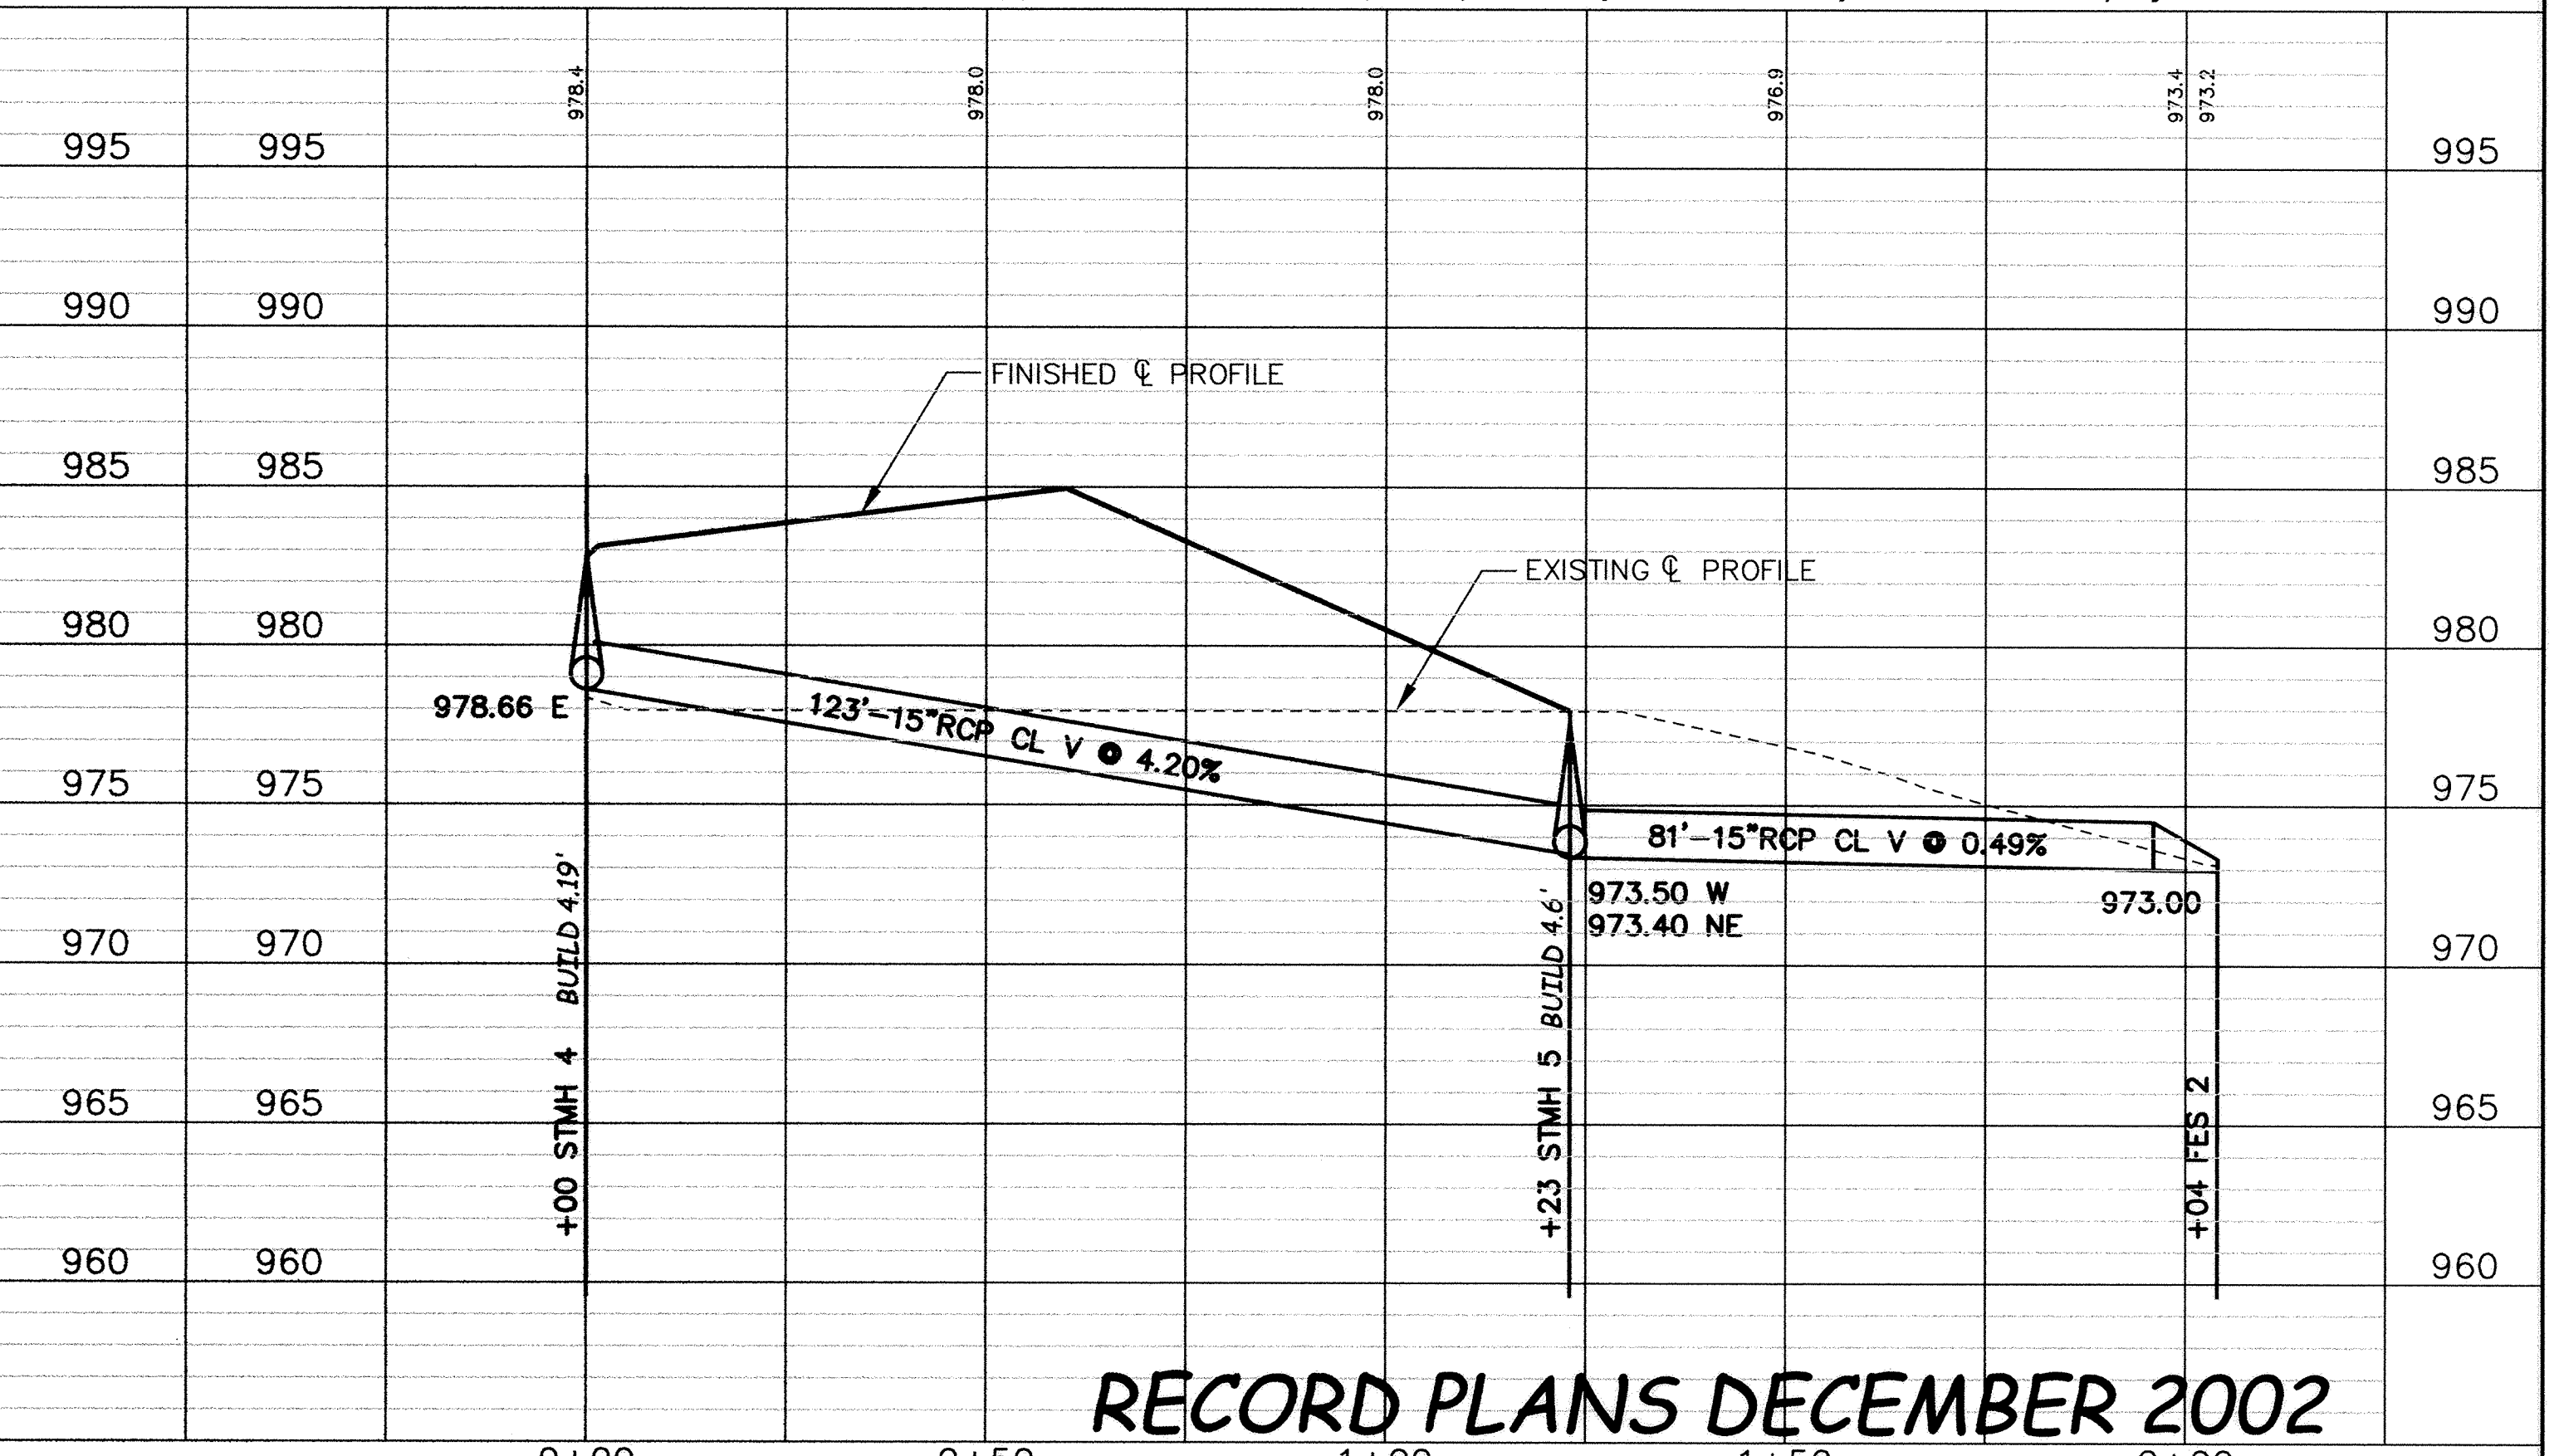 978.4 978.0 978.0 976.9 973.4 973.2
995 995 995
990 990 990
FINISHED ℄ PROFILE
985 985 985
EXISTING ℄ PROFILE
980 980 980
978.66 E
123'-15"RCP CL V @ 4.20%
975 975 975
81'-15"RCP CL V @ 0.49%
973.50 W
973.40 NE
973.00
970 970 970
+00 STMH 4 BUILD 4.19'
+23 STMH 5 BUILD 4.6'
+04 FES 2
965 965 965
960 960 960
RECORD PLANS DECEMBER 2002